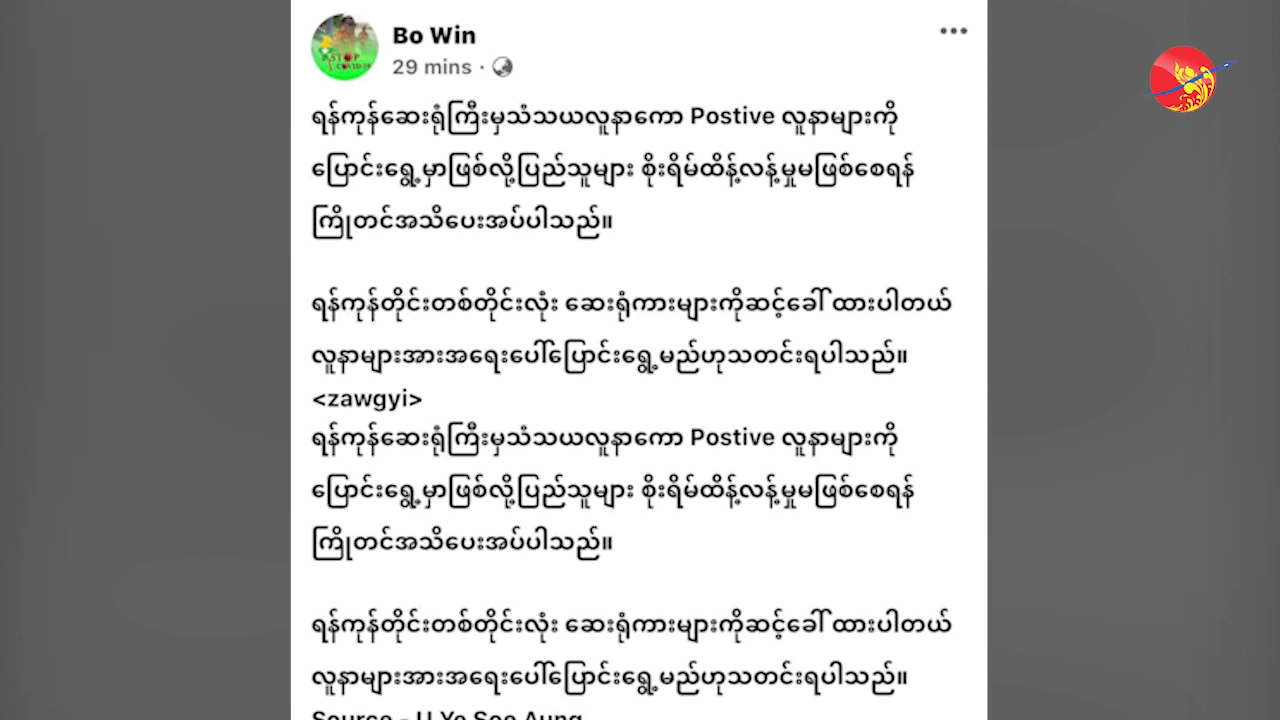 Bo Win
29 mins ·
ရန်ကုန်ဆေးရုံကြီးမှသံသယလူနာကော Postive လူနာများကို
ပြောင်းရွှေ့မှာဖြစ်လို့ပြည်သူများ စိုးရိမ်ထိန့်လန့်မှုမဖြစ်စေရန်
ကြိုတင်အသိပေးအပ်ပါသည်။
ရန်ကုန်တိုင်းတစ်တိုင်းလုံး ဆေးရုံကားများကိုဆင့်ခေါ်ထားပါတယ်
လူနာများအားအရေးပေါ်ပြောင်းရွှေ့မည်ဟုသတင်းရပါသည်။
<zawgyi>
ရန်ကုန်ဆေးရုံကြီးမှသံသယလူနာကော Postive လူနာများကို
ပြောင်းရွှေ့မှာဖြစ်လို့ပြည်သူများ စိုးရိမ်ထိန့်လန့်မှုမဖြစ်စေရန်
ကြိုတင်အသိပေးအပ်ပါသည်။
ရန်ကုန်တိုင်းတစ်တိုင်းလုံး ဆေးရုံကားများကိုဆင့်ခေါ်ထားပါတယ်
လူနာများအားအရေးပေါ်ပြောင်းရွှေ့မည်ဟုသတင်းရပါသည်။
Source - U Ye Soe Aung